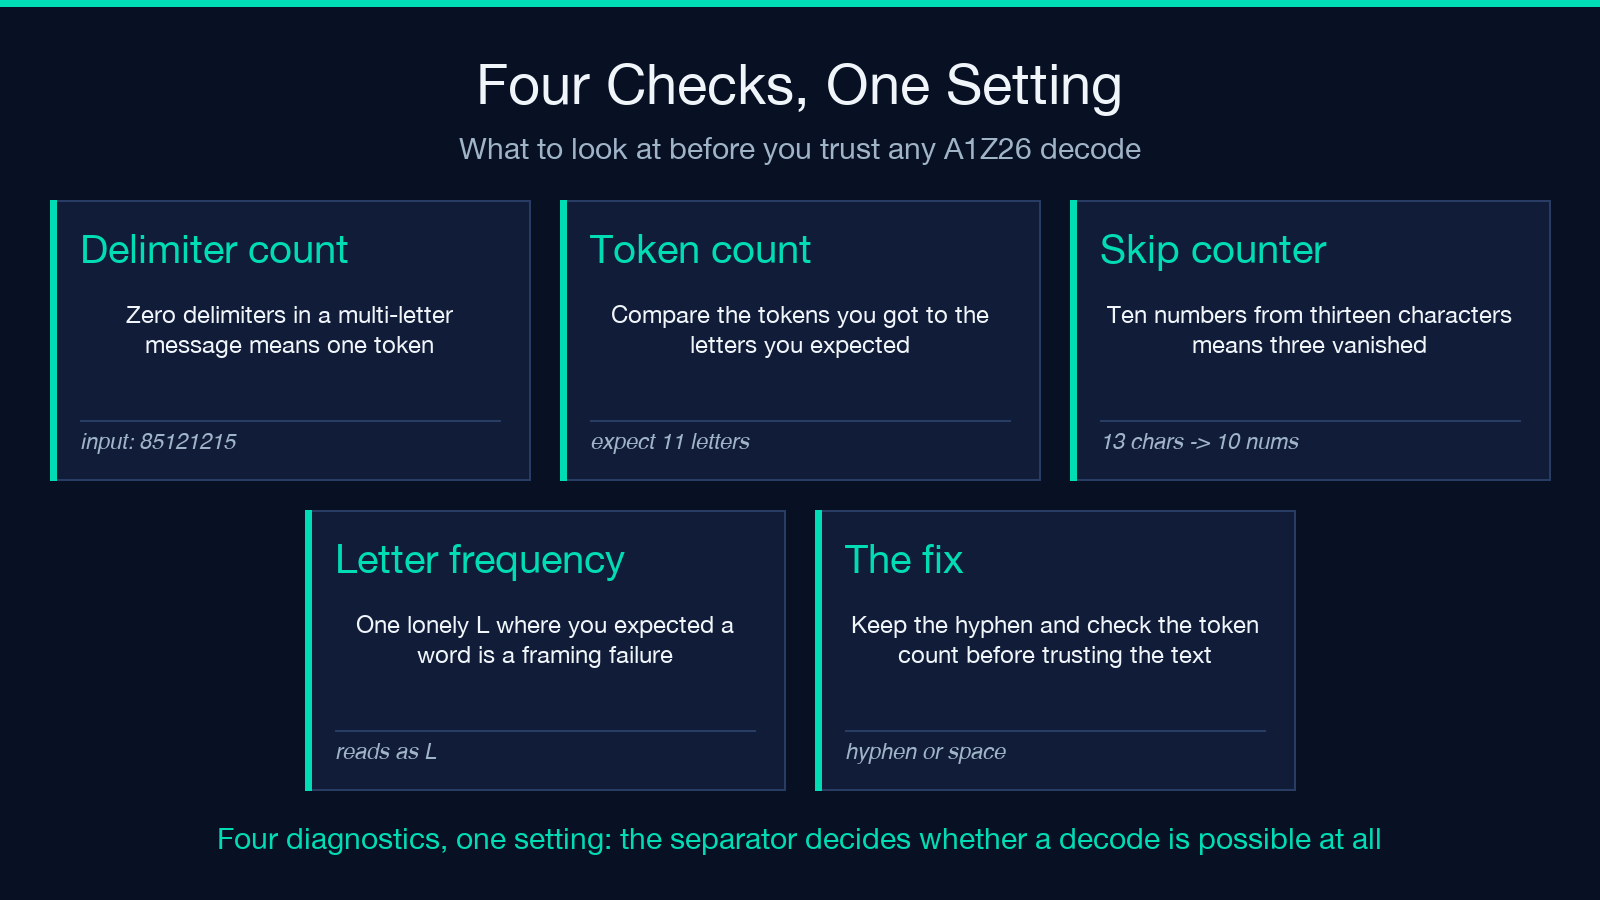 Four Checks, One Setting
What to look at before you trust any A1Z26 decode
Delimiter count
Zero delimiters in a multi-letter
message means one token
input: 85121215
Token count
Compare the tokens you got to the
letters you expected
expect 11 letters
Skip counter
Ten numbers from thirteen characters
means three vanished
13 chars -> 10 nums
Letter frequency
One lonely L where you expected a
word is a framing failure
reads as L
The fix
Keep the hyphen and check the token
count before trusting the text
hyphen or space
Four diagnostics, one setting: the separator decides whether a decode is possible at all